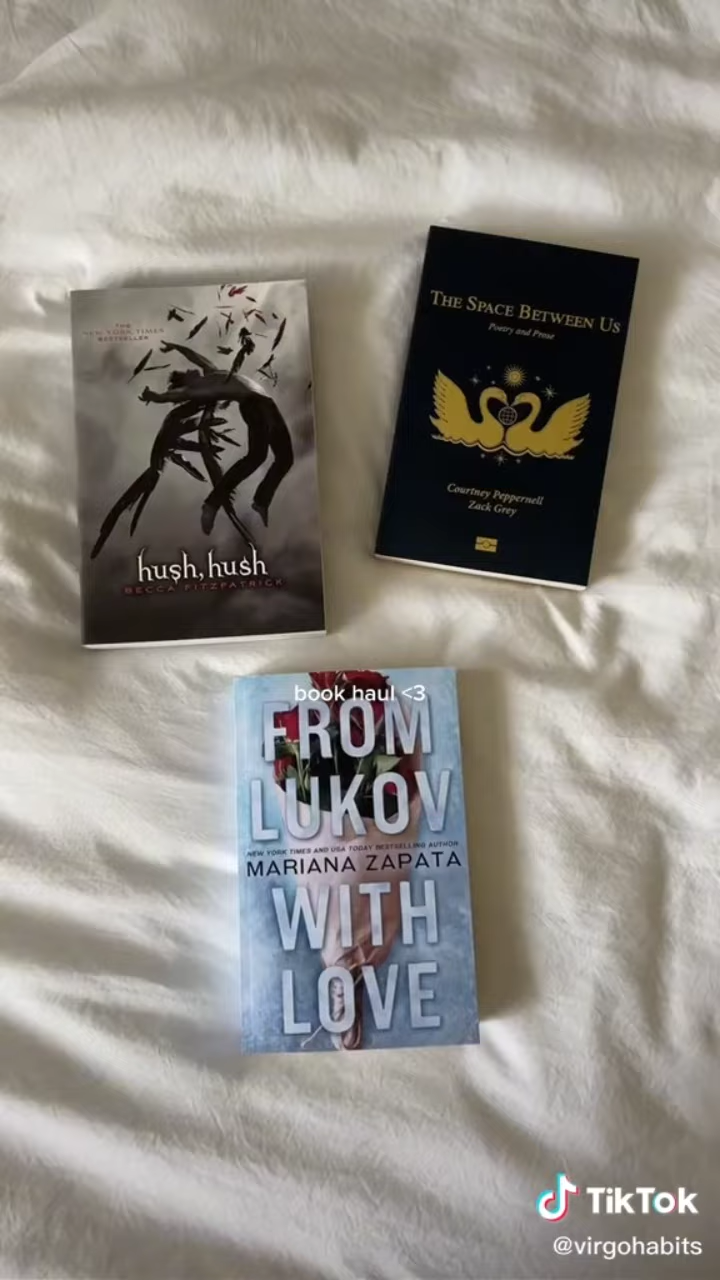 THE
NEW YORK TIMES
BESTSELLER
hush, hush
BECCA FITZPATRICK
THE SPACE BETWEEN US
Poetry and Prose
Courtney Peppernell
Zack Grey
book haul <3
FROM
LUKOV
NEW YORK TIMES AND USA TODAY BESTSELLING AUTHOR
MARIANA ZAPATA
WITH
LOVE
TikTok
@virgohabits